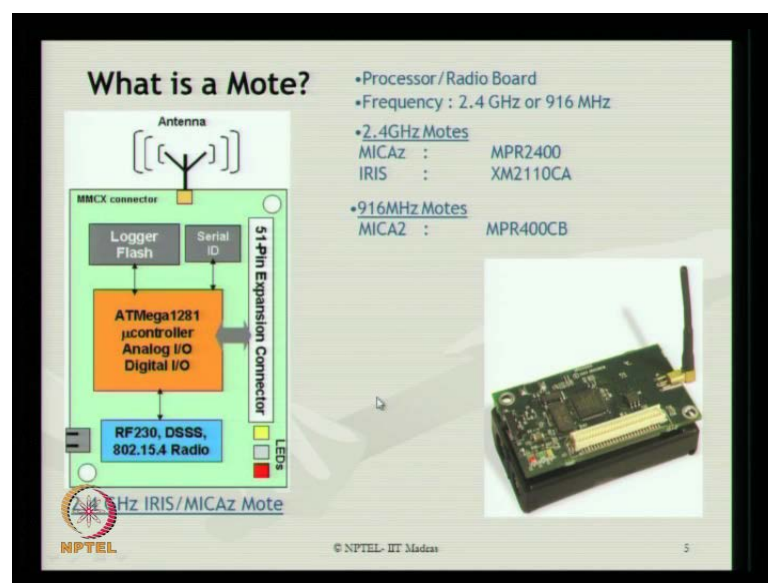 What is a Mote?
Antenna
MMCX connector
Logger
Flash
Serial
ID
51-Pin Expansion Connector
ATMega1281
µcontroller
Analog I/O
Digital I/O
RF230, DSSS,
802.15.4 Radio
LEDs
2.4 GHz IRIS/MICAz Mote
•Processor/Radio Board
•Frequency : 2.4 GHz or 916 MHz
•2.4GHz Motes
MICAz : MPR2400
IRIS : XM2110CA
•916MHz Motes
MICA2 : MPR400CB
NPTEL
© NPTEL- IIT Madras
5